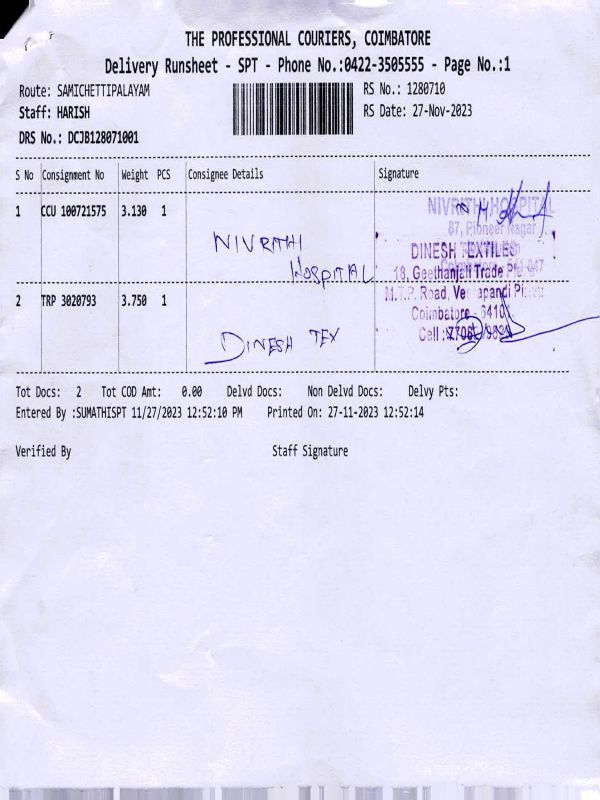 THE PROFESSIONAL COURIERS, COIMBATORE
Delivery Runsheet - SPT - Phone No.:0422-3505555 - Page No.:1
Route: SAMICHETTIPALAYAM
RS No.: 1280710
Staff: HARISH
RS Date: 27-Nov-2023
DRS No.: DCJB128071001
S No Consignment No Weight PCS Consignee Details Signature
1 CCU 100721575 3.130 1
NIVRITHI HOSPITAL
87, Pioneer Nagar
NIVRITHI
HOSPITAL
DINESH TEXTILES
18, Geethanjali Trade
2 TRP 3020793 3.750 1
M.T.P. Road,
Coimbatore
DINESH TEX
Cell :
Tot Docs: 2 Tot COD Amt: 0.00 Delvd Docs: Non Delvd Docs: Delvy Pts:
Entered By :SUMATHISPT 11/27/2023 12:52:10 PM Printed On: 27-11-2023 12:52:14
Verified By Staff Signature